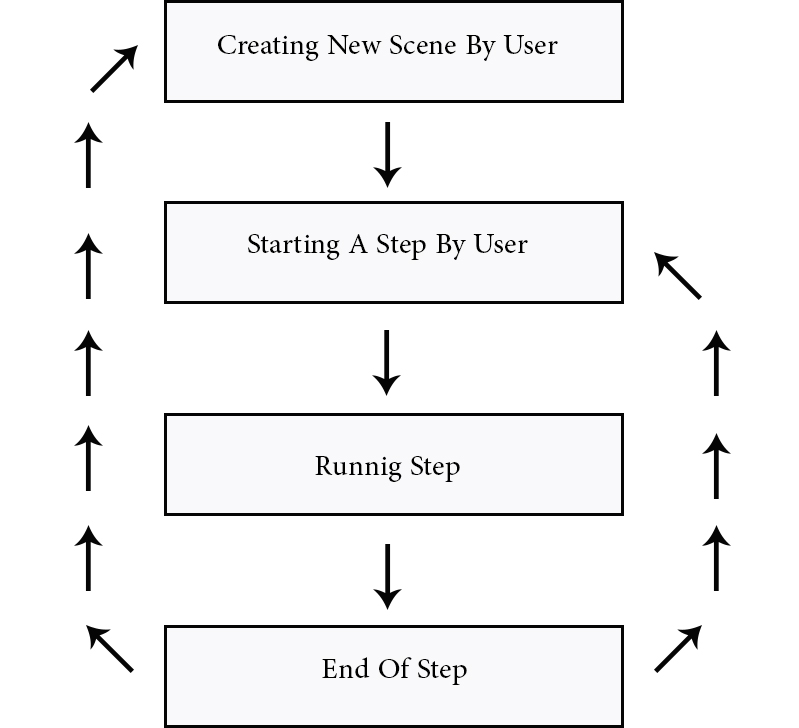 Creating New Scene By User
Starting A Step By User
Runnig Step
End Of Step